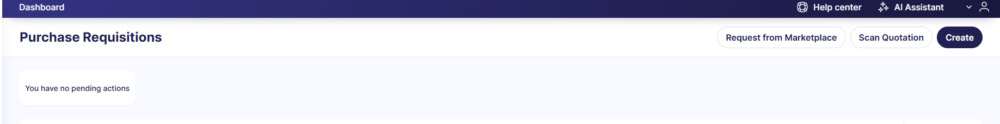 Dashboard
Help center
AI Assistant
Purchase Requisitions
Request from Marketplace
Scan Quotation
Create
You have no pending actions